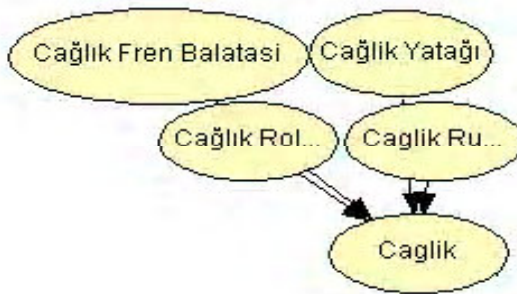 Cağlık Fren Balatasi
Cağlik Yatağı
Cağlık Rol...
Caglik Ru...
Caglik